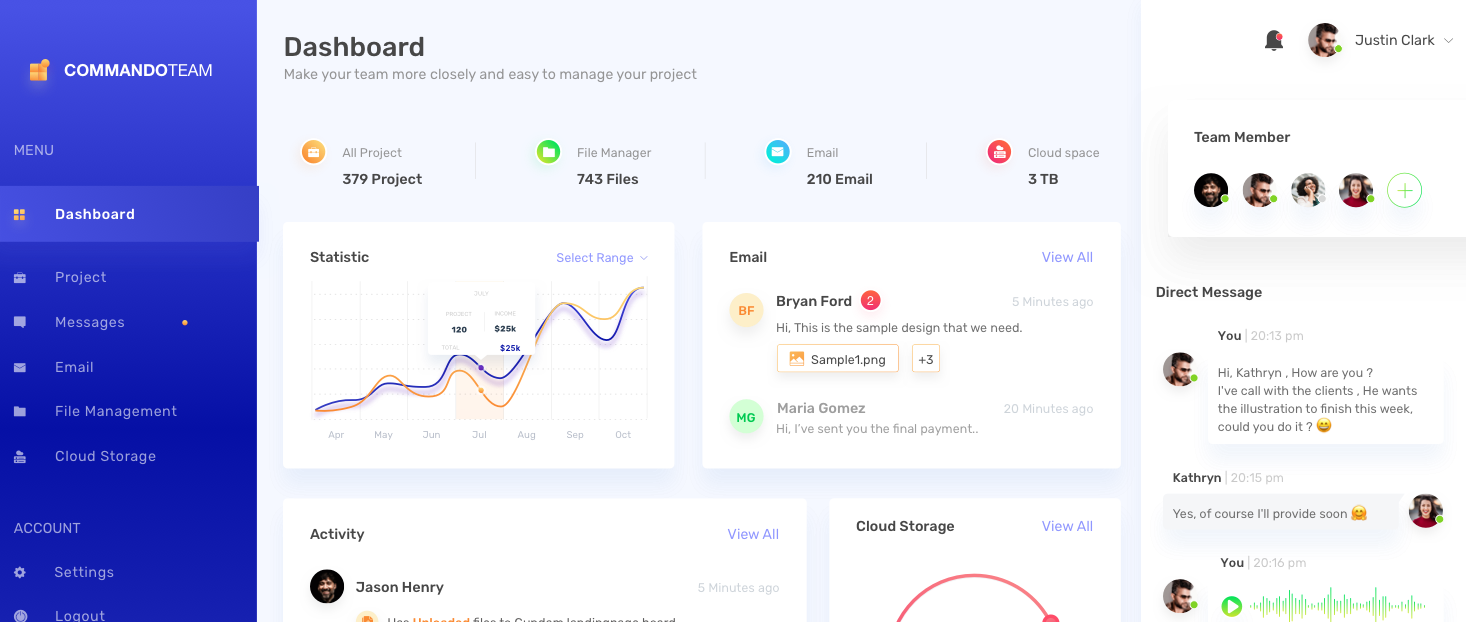 COMMANDOTEAM
MENU
Dashboard
Project
Messages
Email
File Management
Cloud Storage
ACCOUNT
Settings
Logout
Dashboard
Make your team more closely and easy to manage your project
All Project
379 Project
File Manager
743 Files
Email
210 Email
Cloud space
3 TB
Statistic
Select Range
JULY
PROJECT
INCOME
120
$25k
TOTAL
$25k
Apr May Jun Jul Aug Sep Oct
Email
View All
BF
Bryan Ford 2
5 Minutes ago
Hi, This is the sample design that we need.
Sample1.png
+3
MG
Maria Gomez
20 Minutes ago
Hi, I've sent you the final payment..
Activity
View All
Jason Henry
5 Minutes ago
Has Uploaded files to Gundam landingpage board
Cloud Storage
View All
Justin Clark
Team Member
Direct Message
You | 20:13 pm
Hi, Kathryn , How are you ?
I've call with the clients , He wants
the illustration to finish this week,
could you do it ? 😄
Kathryn | 20:15 pm
Yes, of course I'll provide soon 🤗
You | 20:16 pm